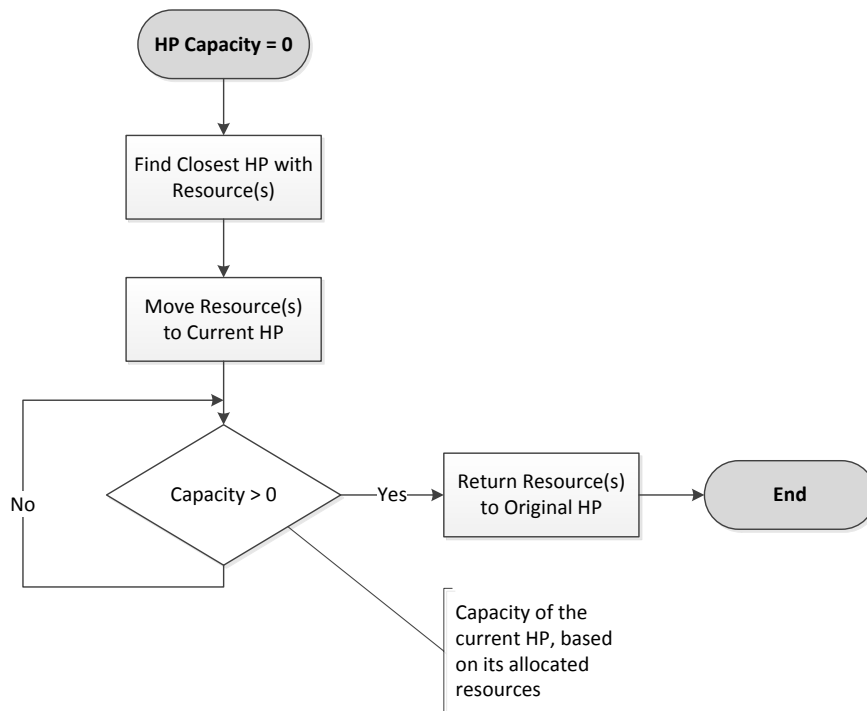 HP Capacity = 0
Find Closest HP with
Resource(s)
Move Resource(s)
to Current HP
Capacity > 0
No
Yes
Return Resource(s)
to Original HP
End
Capacity of the
current HP, based
on its allocated
resources